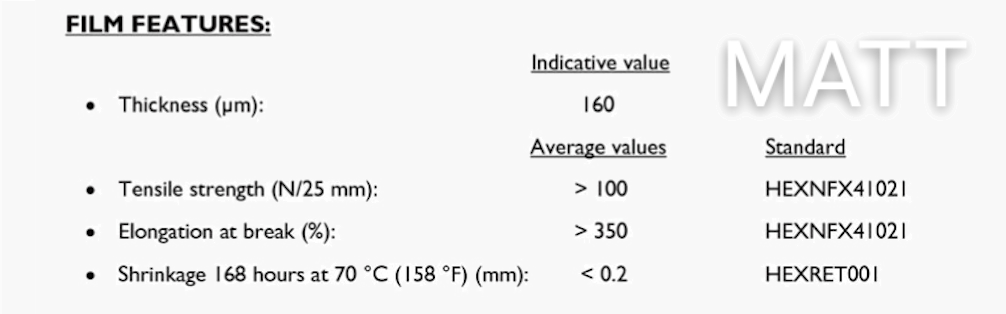 FILM FEATURES:
MATT
Indicative value
• Thickness (µm): 160
Average values Standard
• Tensile strength (N/25 mm): > 100 HEXNFX41021
• Elongation at break (%): > 350 HEXNFX41021
• Shrinkage 168 hours at 70 °C (158 °F) (mm): < 0.2 HEXRET001